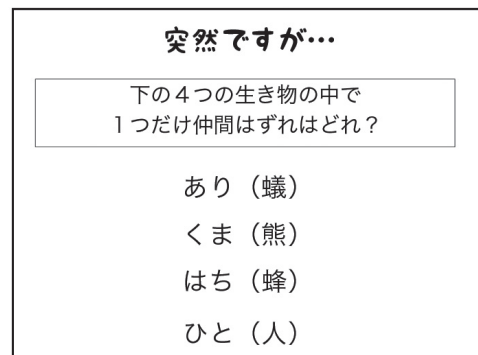 突然ですが…
下の４つの生き物の中で
１つだけ仲間はずれはどれ？
あり（蟻）
くま（熊）
はち（蜂）
ひと（人）